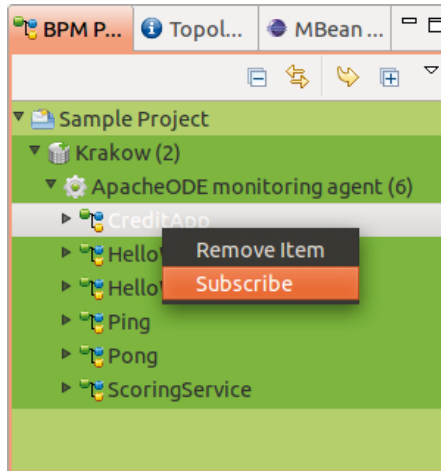 BPM P... Topol... MBean ...
Sample Project
Krakow (2)
ApacheODE monitoring agent (6)
CreditApp
Remove Item
Subscribe
Ping
Pong
ScoringService